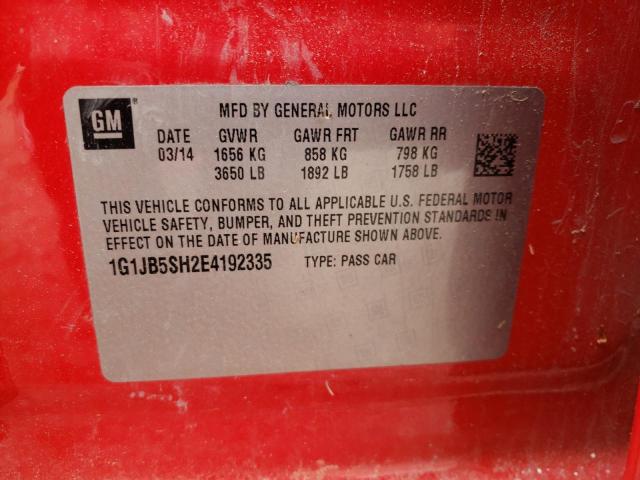 GM
MFD BY GENERAL MOTORS LLC
DATE GVWR GAWR FRT GAWR RR
03/14 1656 KG 858 KG 798 KG
3650 LB 1892 LB 1758 LB
THIS VEHICLE CONFORMS TO ALL APPLICABLE U.S. FEDERAL MOTOR
VEHICLE SAFETY, BUMPER, AND THEFT PREVENTION STANDARDS IN
EFFECT ON THE DATE OF MANUFACTURE SHOWN ABOVE.
1G1JB5SH2E4192335 TYPE: PASS CAR